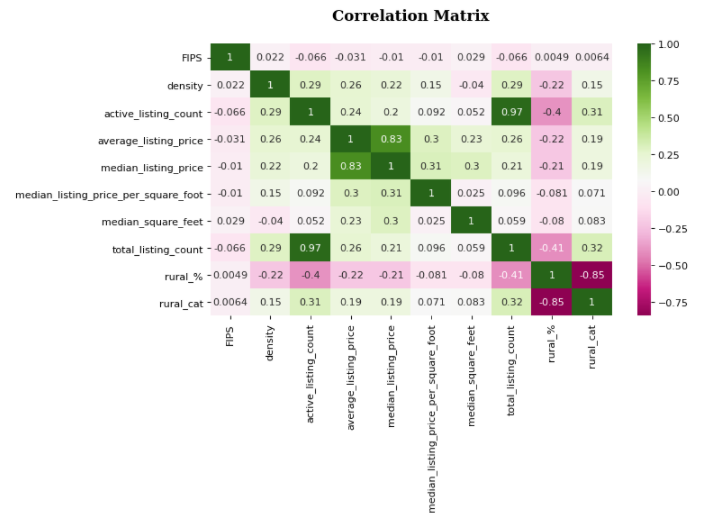 Correlation Matrix
FIPS 1 0.022 -0.066 -0.031 -0.01 -0.01 0.029 -0.066 0.0049 0.0064
density 0.022 1 0.29 0.26 0.22 0.15 -0.04 0.29 -0.22 0.15
active_listing_count -0.066 0.29 1 0.24 0.2 0.092 0.052 0.97 -0.4 0.31
average_listing_price -0.031 0.26 0.24 1 0.83 0.3 0.23 0.26 -0.22 0.19
median_listing_price -0.01 0.22 0.2 0.83 1 0.31 0.3 0.21 -0.21 0.19
median_listing_price_per_square_foot -0.01 0.15 0.092 0.3 0.31 1 0.025 0.096 -0.081 0.071
median_square_feet 0.029 -0.04 0.052 0.23 0.3 0.025 1 0.059 -0.08 0.083
total_listing_count -0.066 0.29 0.97 0.26 0.21 0.096 0.059 1 -0.41 0.32
rural_% 0.0049 -0.22 -0.4 -0.22 -0.21 -0.081 -0.08 -0.41 1 -0.85
rural_cat 0.0064 0.15 0.31 0.19 0.19 0.071 0.083 0.32 -0.85 1
FIPS
density
active_listing_count
average_listing_price
median_listing_price
median_listing_price_per_square_foot
median_square_feet
total_listing_count
rural_%
rural_cat
1.00
0.75
0.50
0.25
0.00
−0.25
−0.50
−0.75